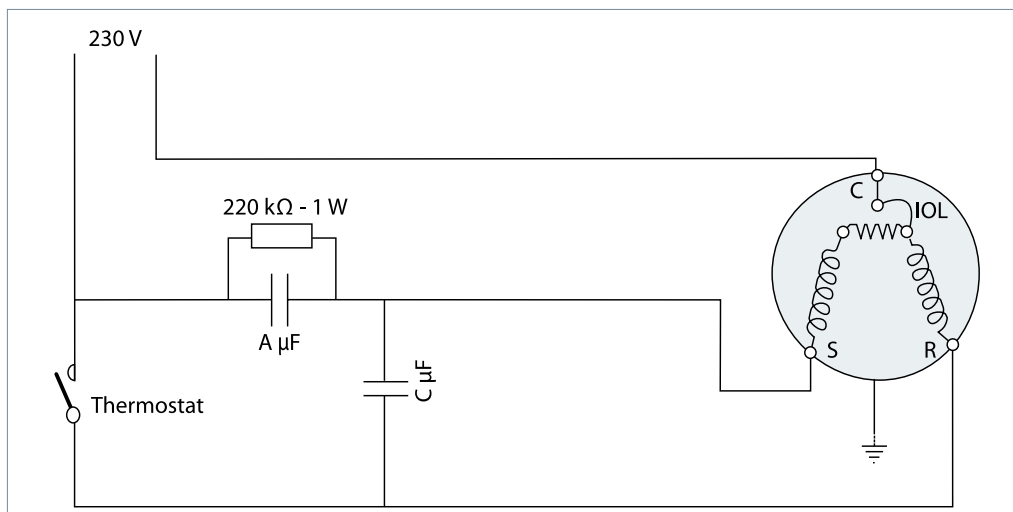 230 V
C
220 kΩ - 1 W
IOL
A µF
S
R
C µF
Thermostat